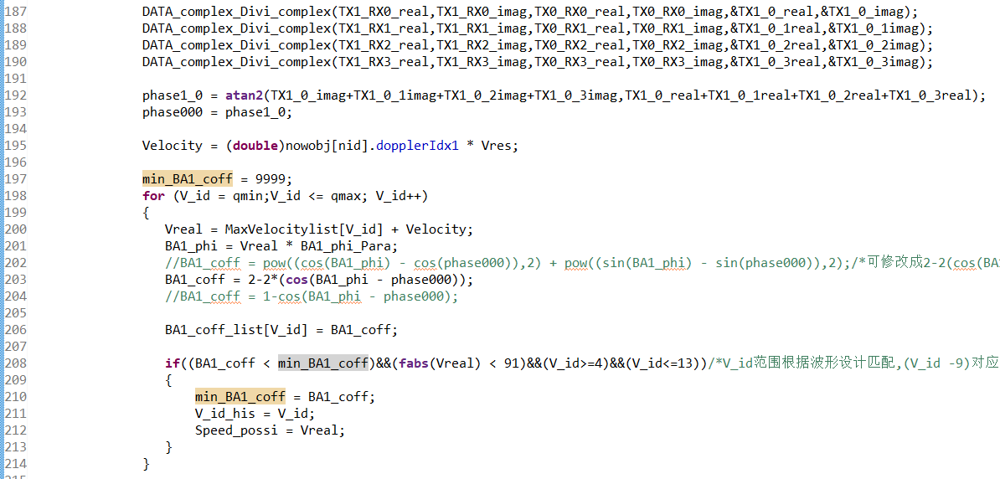 187 DATA_complex_Divi_complex(TX1_RX0_real,TX1_RX0_imag,TX0_RX0_real,TX0_RX0_imag,&TX1_0_real,&TX1_0_imag);
188 DATA_complex_Divi_complex(TX1_RX1_real,TX1_RX1_imag,TX0_RX1_real,TX0_RX1_imag,&TX1_0_1real,&TX1_0_1imag);
189 DATA_complex_Divi_complex(TX1_RX2_real,TX1_RX2_imag,TX0_RX2_real,TX0_RX2_imag,&TX1_0_2real,&TX1_0_2imag);
190 DATA_complex_Divi_complex(TX1_RX3_real,TX1_RX3_imag,TX0_RX3_real,TX0_RX3_imag,&TX1_0_3real,&TX1_0_3imag);
191
192 phase1_0 = atan2(TX1_0_imag+TX1_0_1imag+TX1_0_2imag+TX1_0_3imag,TX1_0_real+TX1_0_1real+TX1_0_2real+TX1_0_3real);
193 phase000 = phase1_0;
194
195 Velocity = (double)nowobj[nid].dopplerIdx1 * Vres;
196
197 min_BA1_coff = 9999;
198 for (V_id = qmin;V_id <= qmax; V_id++)
199 {
200 Vreal = MaxVelocitylist[V_id] + Velocity;
201 BA1_phi = Vreal * BA1_phi_Para;
202 //BA1_coff = pow((cos(BA1_phi) - cos(phase000)),2) + pow((sin(BA1_phi) - sin(phase000)),2);/*可修改成2-2(cos(BA
203 BA1_coff = 2-2*(cos(BA1_phi - phase000));
204 //BA1_coff = 1-cos(BA1_phi - phase000);
205
206 BA1_coff_list[V_id] = BA1_coff;
207
208 if((BA1_coff < min_BA1_coff)&&(fabs(Vreal) < 91)&&(V_id>=4)&&(V_id<=13))/*V_id范围根据波形设计匹配,(V_id -9)对应
209 {
210 min_BA1_coff = BA1_coff;
211 V_id_his = V_id;
212 Speed_possi = Vreal;
213 }
214 }